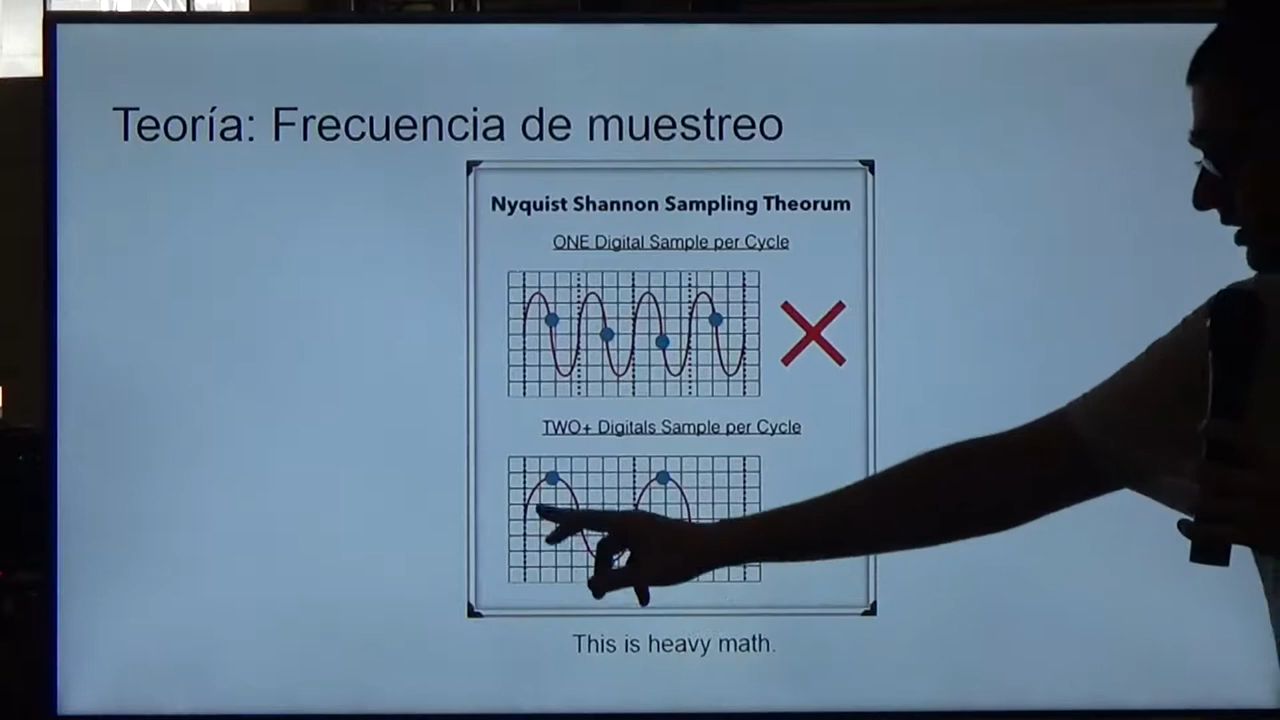 Teoría: Frecuencia de muestreo
Nyquist Shannon Sampling Theorum
ONE Digital Sample per Cycle
TWO+ Digitals Sample per Cycle
This is heavy math.